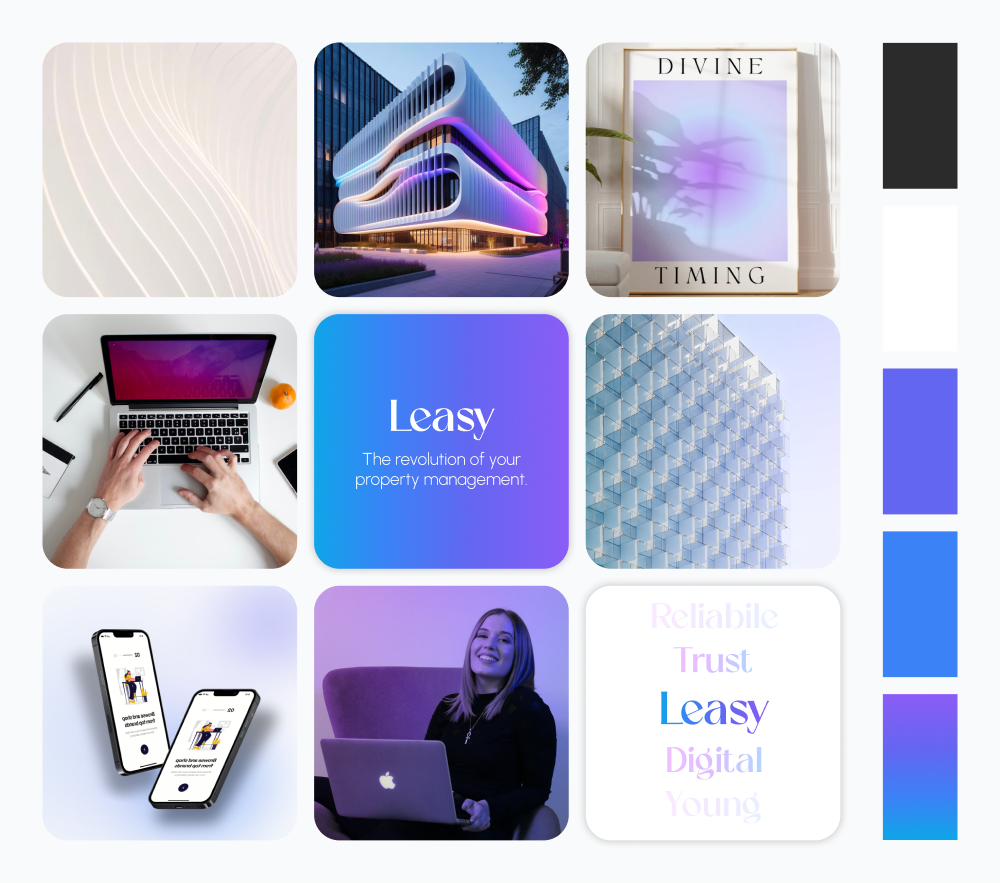 DIVINE
TIMING
Leasy
The revolution of your
property management.
Reliabile
Trust
Leasy
Digital
Young